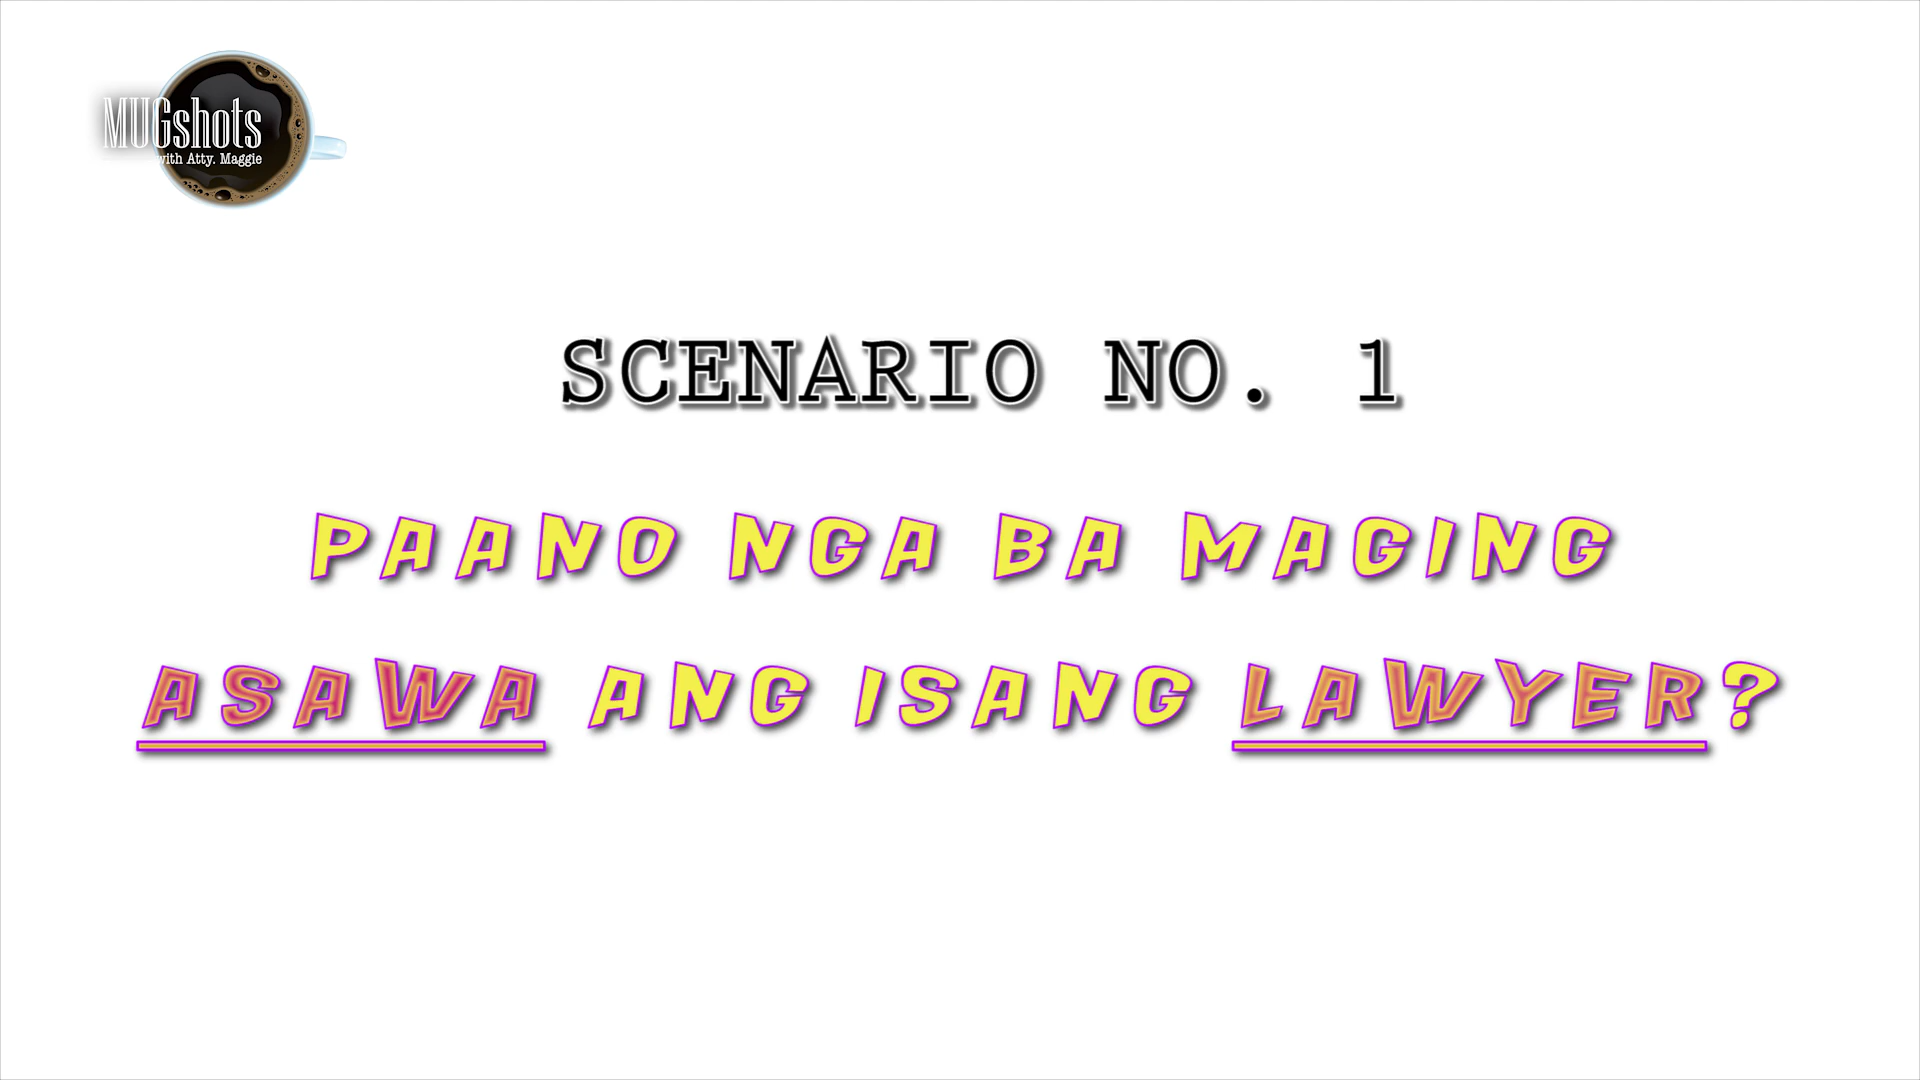 MUGshots
with Atty. Maggie
SCENARIO NO. 1
PAANO NGA BA MAGING
ASAWA ANG ISANG LAWYER?